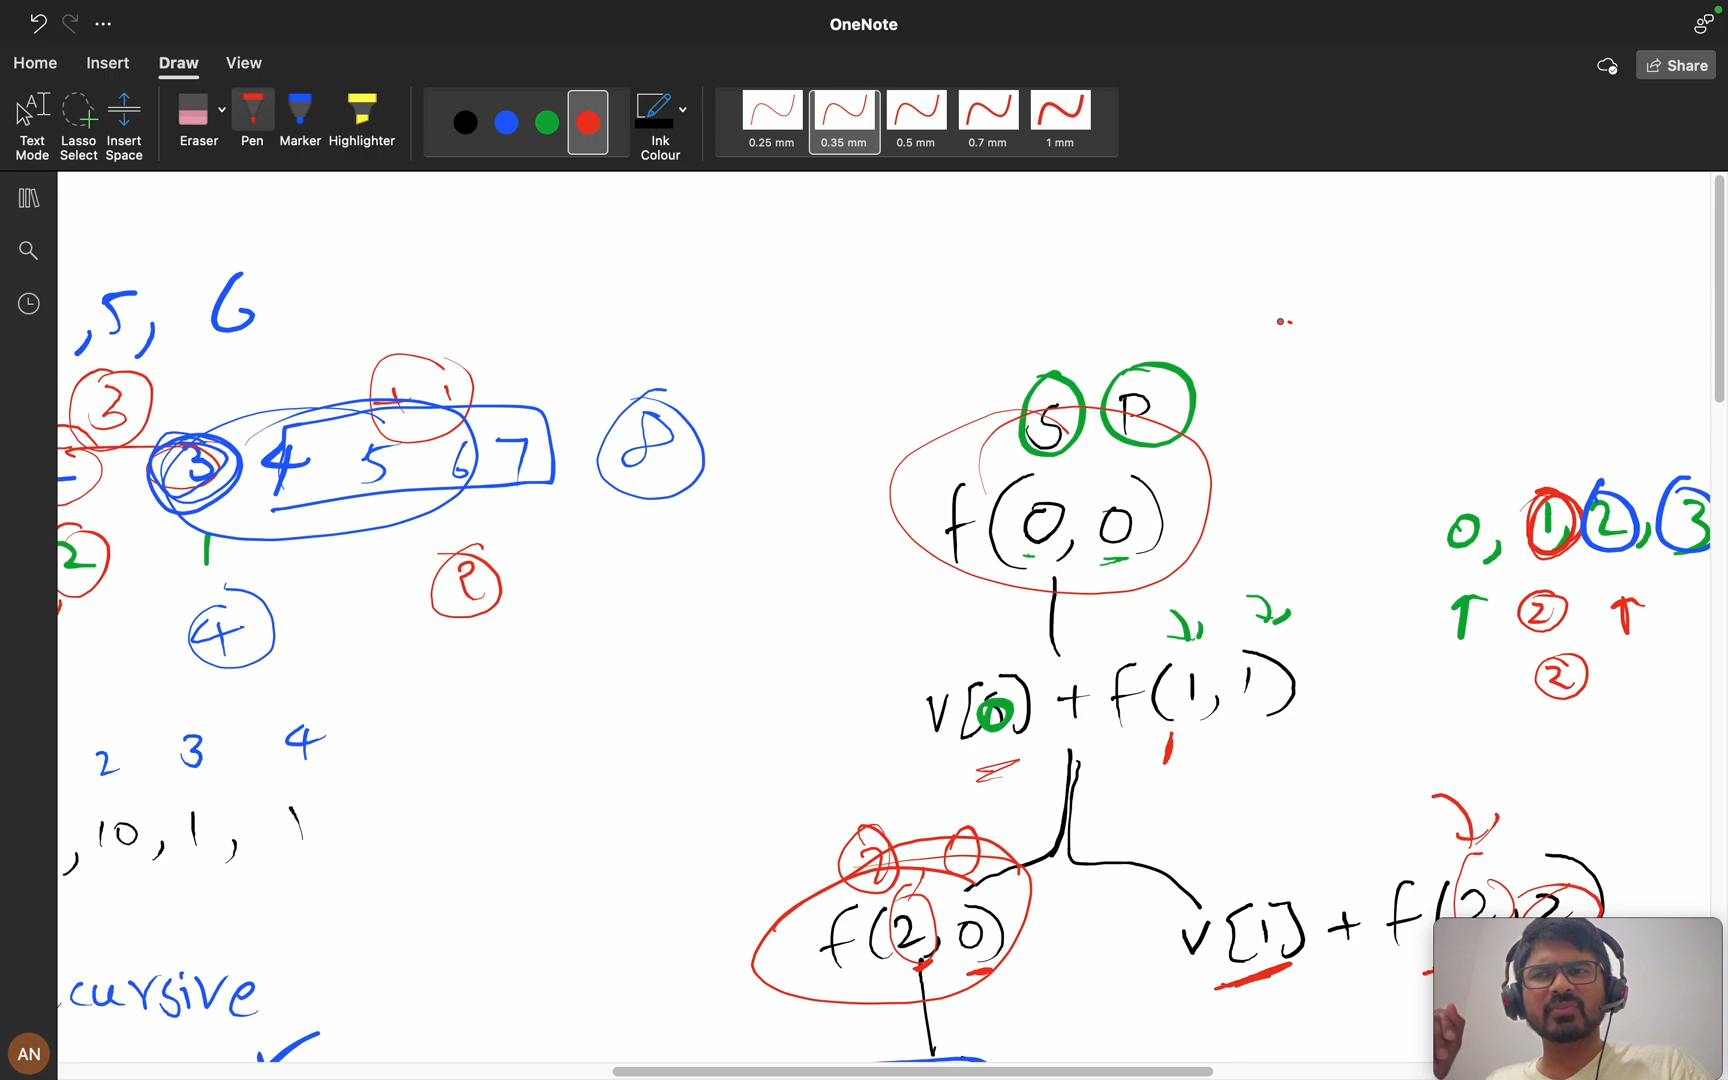 OneNote
Home Insert Draw View
Share
Text Mode
Lasso Select
Insert Space
Eraser
Pen
Marker
Highlighter
Ink Colour
0.25 mm
0.35 mm
0.5 mm
0.7 mm
1 mm
,5, 6
3
3 4 5 6 7 8
2 1
2
4
2 3 4
, 10, 1, 1
cursive
S P
f(0, 0)
v[0] + f(1, 1)
f(2, 0)
v[1] + f(2, 2)
0, 1, 2, 3
2
2
AN